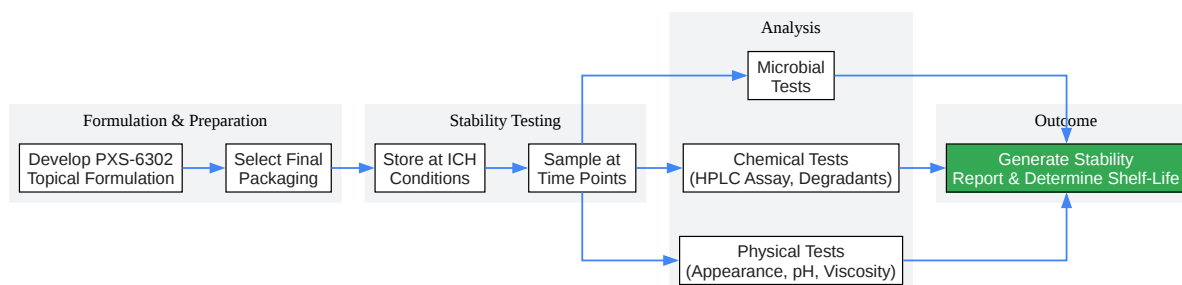 Formulation & Preparation
Develop PXS-6302
Topical Formulation
Select Final
Packaging
Stability Testing
Store at ICH
Conditions
Sample at
Time Points
Analysis
Microbial
Tests
Chemical Tests
(HPLC Assay, Degradants)
Physical Tests
(Appearance, pH, Viscosity)
Outcome
Generate Stability
Report & Determine Shelf-Life